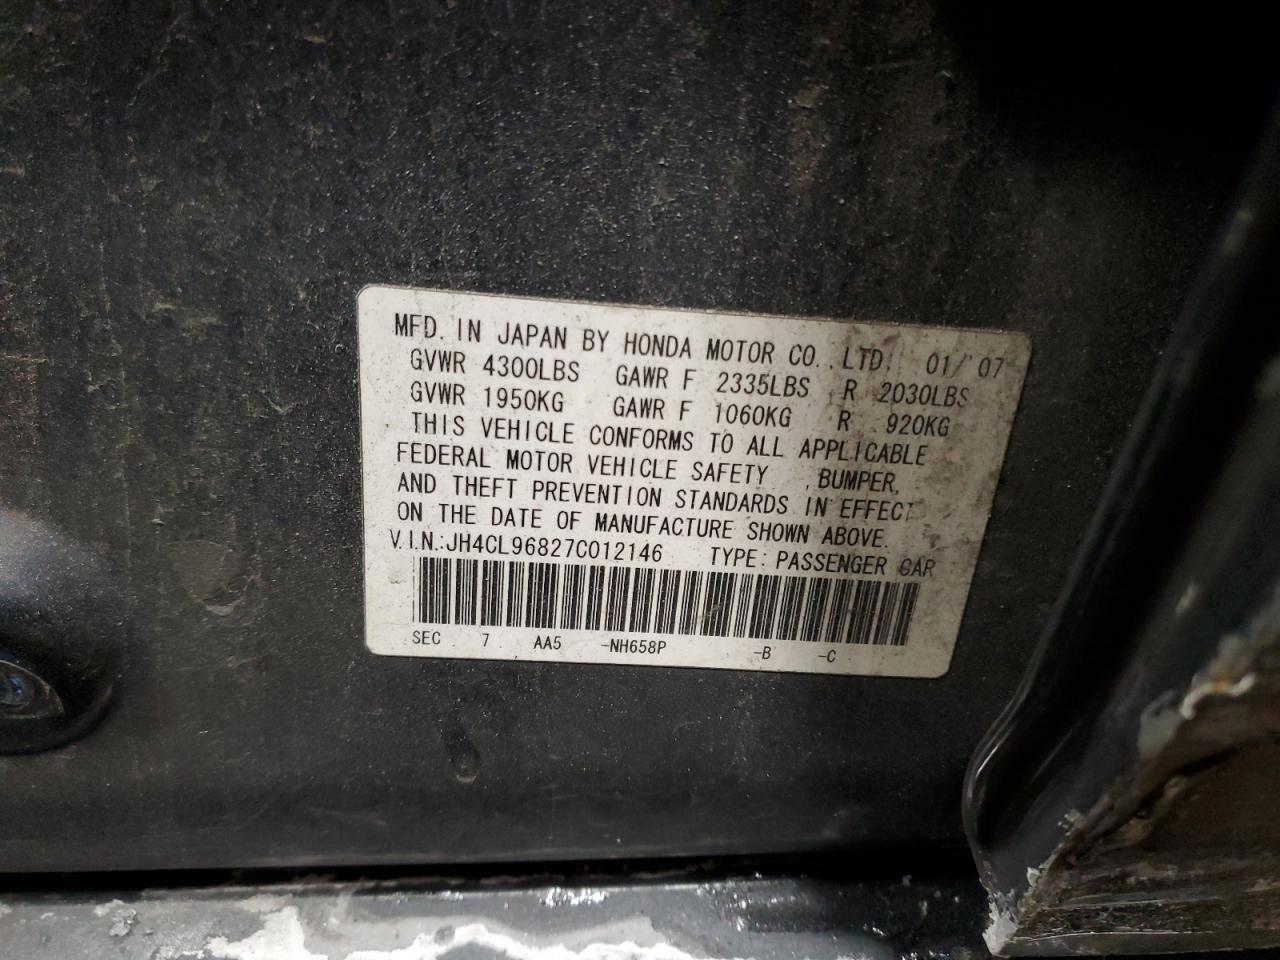 MFD. IN JAPAN BY HONDA MOTOR CO., LTD. 01/'07
GVWR 4300LBS GAWR F 2335LBS R 2030LBS
GVWR 1950KG GAWR F 1060KG R 920KG
THIS VEHICLE CONFORMS TO ALL APPLICABLE
FEDERAL MOTOR VEHICLE SAFETY , BUMPER,
AND THEFT PREVENTION STANDARDS IN EFFECT
ON THE DATE OF MANUFACTURE SHOWN ABOVE.
V.I.N.:JH4CL96827C012146 TYPE: PASSENGER CAR
SEC 7 AA5 -NH658P -B -C